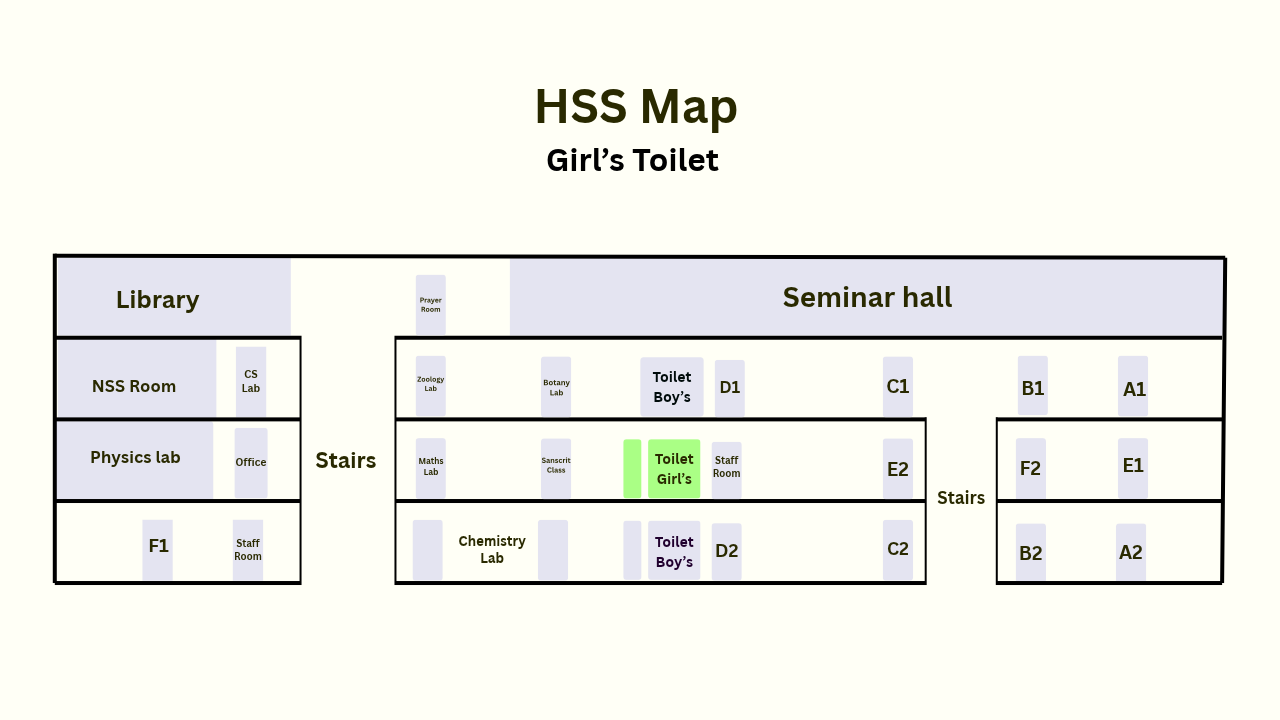 HSS Map
Girl's Toilet
Library
Prayer
Room
Seminar hall
NSS Room
CS
Lab
Zoology
Lab
Botany
Lab
Toilet
Boy's
D1
C1
B1
A1
Physics lab
Office
Stairs
Maths
Lab
Sanscrit
Class
Toilet
Girl's
Staff
Room
E2
Stairs
F2
E1
F1
Staff
Room
Chemistry
Lab
Toilet
Boy's
D2
C2
B2
A2